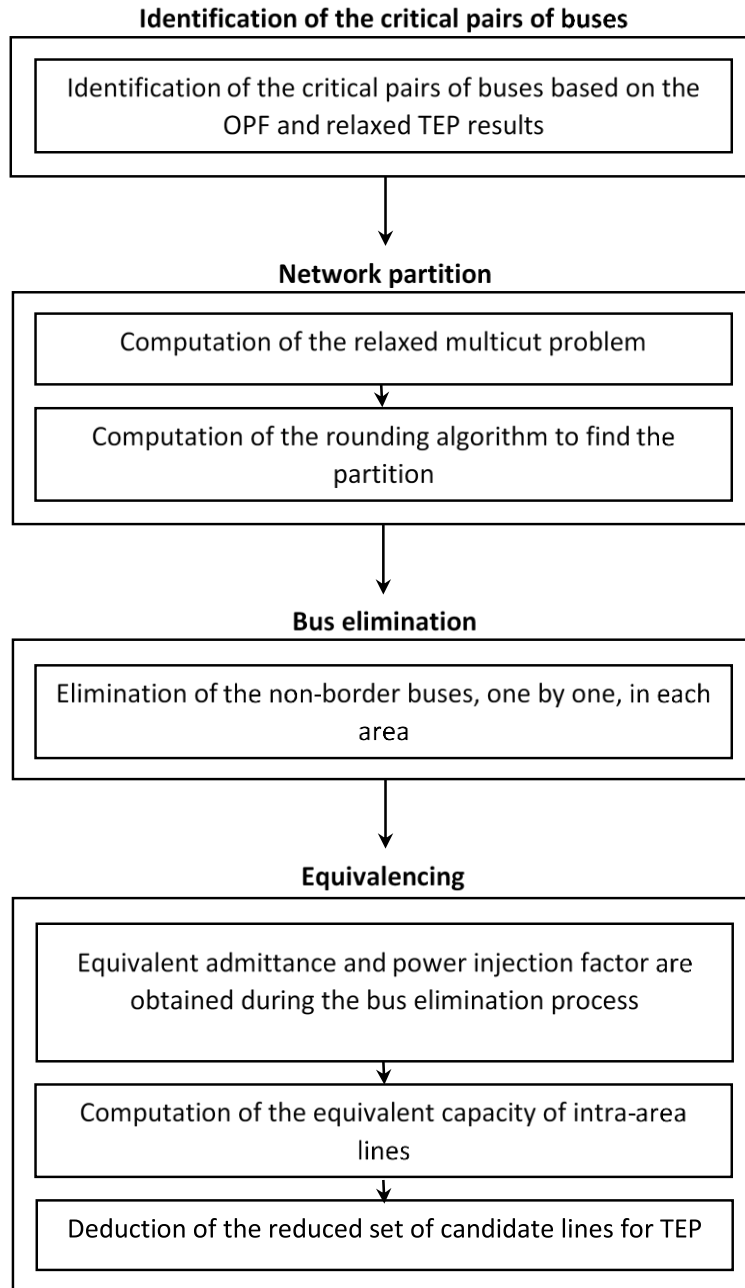 Identification of the critical pairs of buses
Identification of the critical pairs of buses based on the
OPF and relaxed TEP results
Network partition
Computation of the relaxed multicut problem
Computation of the rounding algorithm to find the
partition
Bus elimination
Elimination of the non-border buses, one by one, in each
area
Equivalencing
Equivalent admittance and power injection factor are
obtained during the bus elimination process
Computation of the equivalent capacity of intra-area
lines
Deduction of the reduced set of candidate lines for TEP